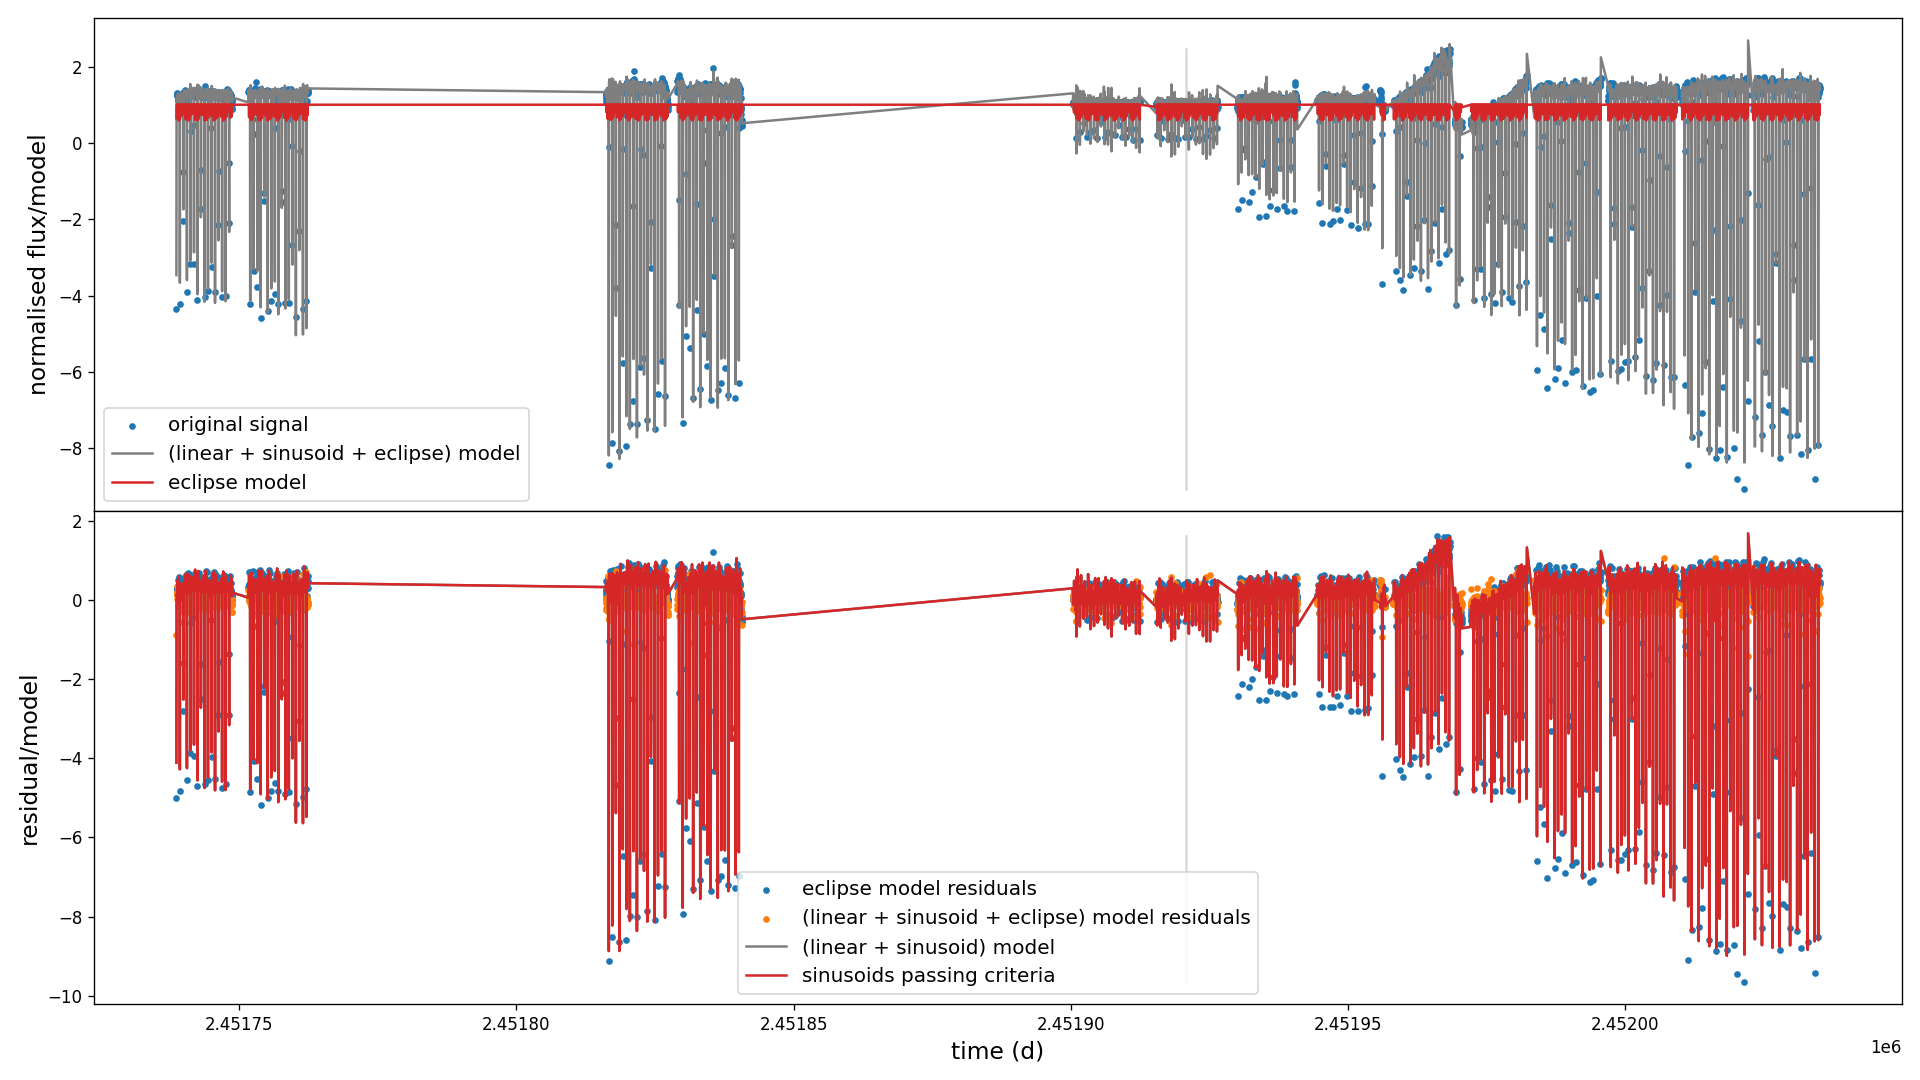 normalised flux/model
2
0
−2
−4
−6
−8
original signal
(linear + sinusoid + eclipse) model
eclipse model
residual/model
2
0
−2
−4
−6
−8
−10
eclipse model residuals
(linear + sinusoid + eclipse) model residuals
(linear + sinusoid) model
sinusoids passing criteria
2.45175
2.45180
2.45185
2.45190
2.45195
2.45200
time (d)
1e6